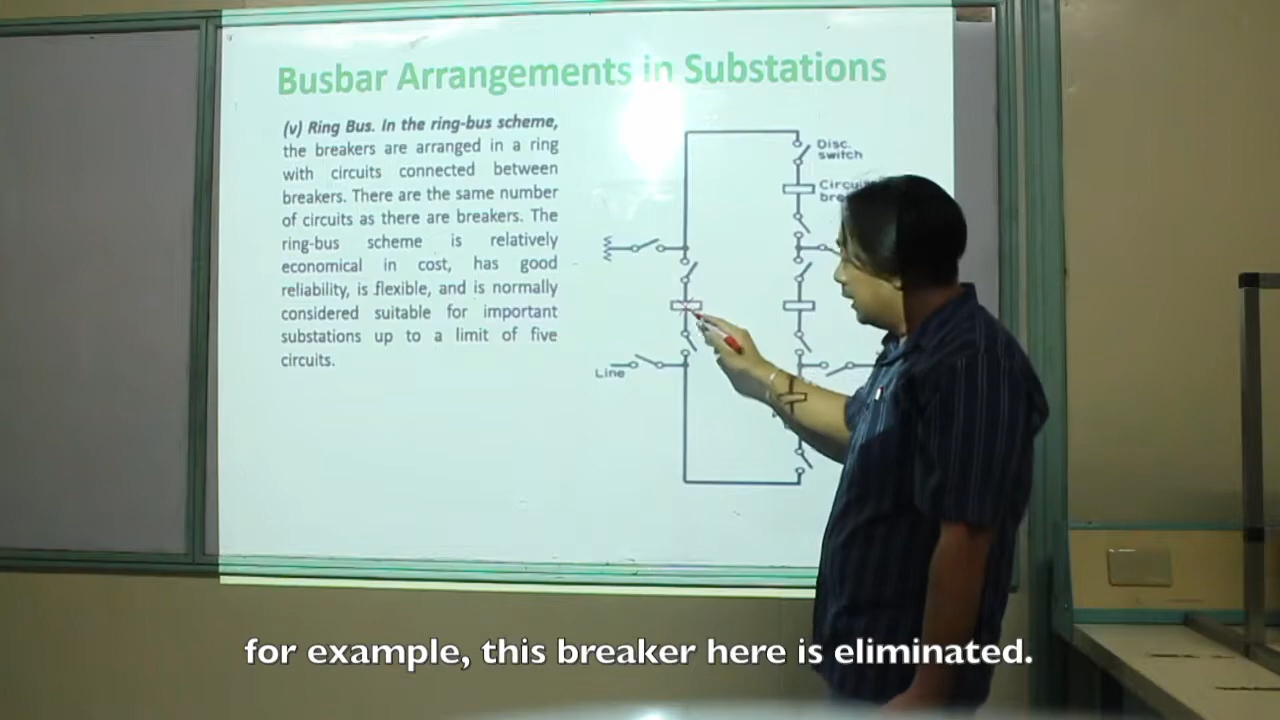 Busbar Arrangements in Substations
(v) Ring Bus. In the ring-bus scheme,
the breakers are arranged in a ring
with circuits connected between
breakers. There are the same number
of circuits as there are breakers. The
ring-bus scheme is relatively
economical in cost, has good
reliability, is flexible, and is normally
considered suitable for important
substations up to a limit of five
circuits.
Disc.
switch
Line
for example, this breaker here is eliminated.